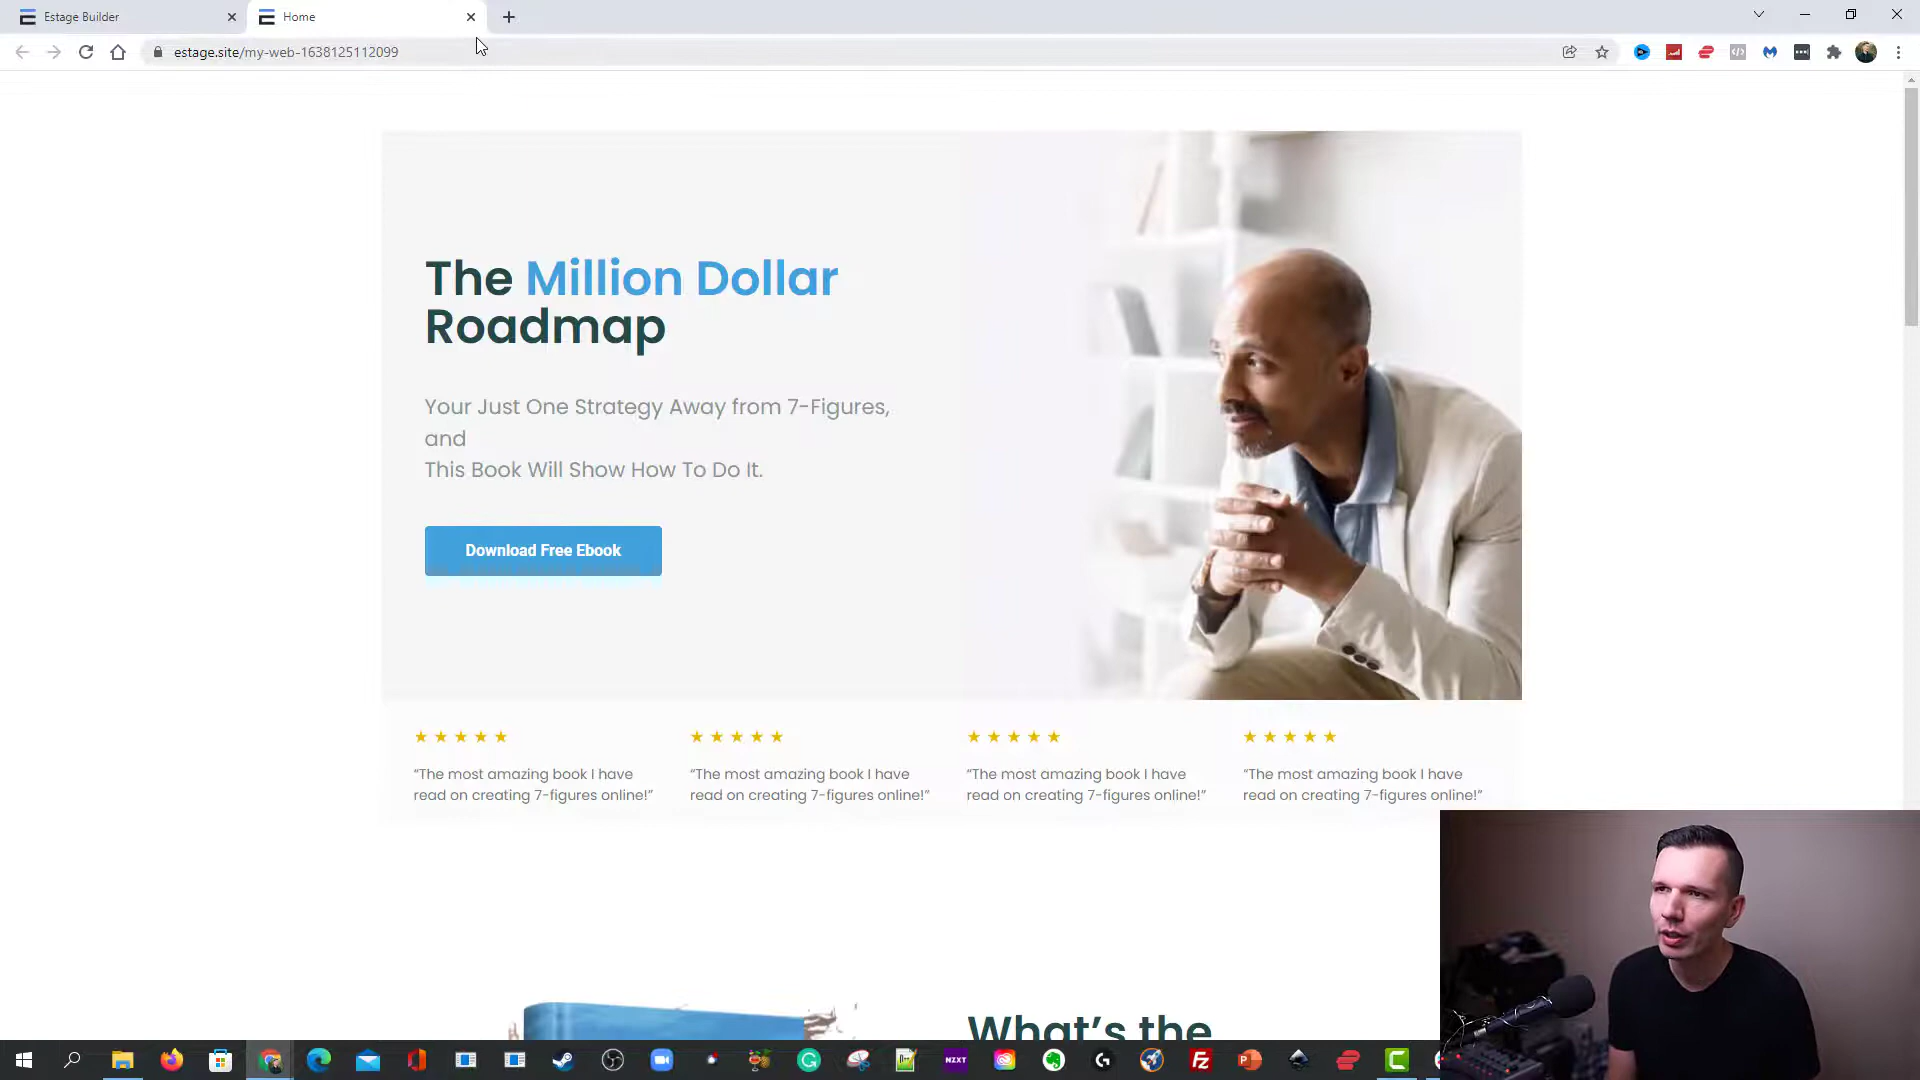 Estage Builder
Home
estage.site/my-web-1638125112099
The Million Dollar
Roadmap
Your Just One Strategy Away from 7-Figures,
and
This Book Will Show How To Do It.
Download Free Ebook
“The most amazing book I have
read on creating 7-figures online!”
“The most amazing book I have
read on creating 7-figures online!”
“The most amazing book I have
read on creating 7-figures online!”
“The most amazing book I have
read on creating 7-figures online!”
What’s the
NZXT